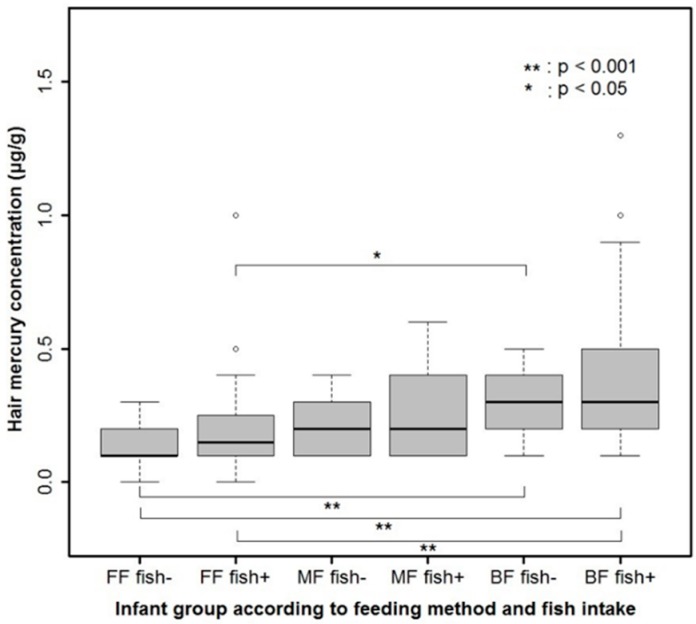 ** : p < 0.001
* : p < 0.05
Hair mercury concentration (µg/g)
1.5
1.0
0.5
0.0
*
**
**
**
FF fish- FF fish+ MF fish- MF fish+ BF fish- BF fish+
Infant group according to feeding method and fish intake